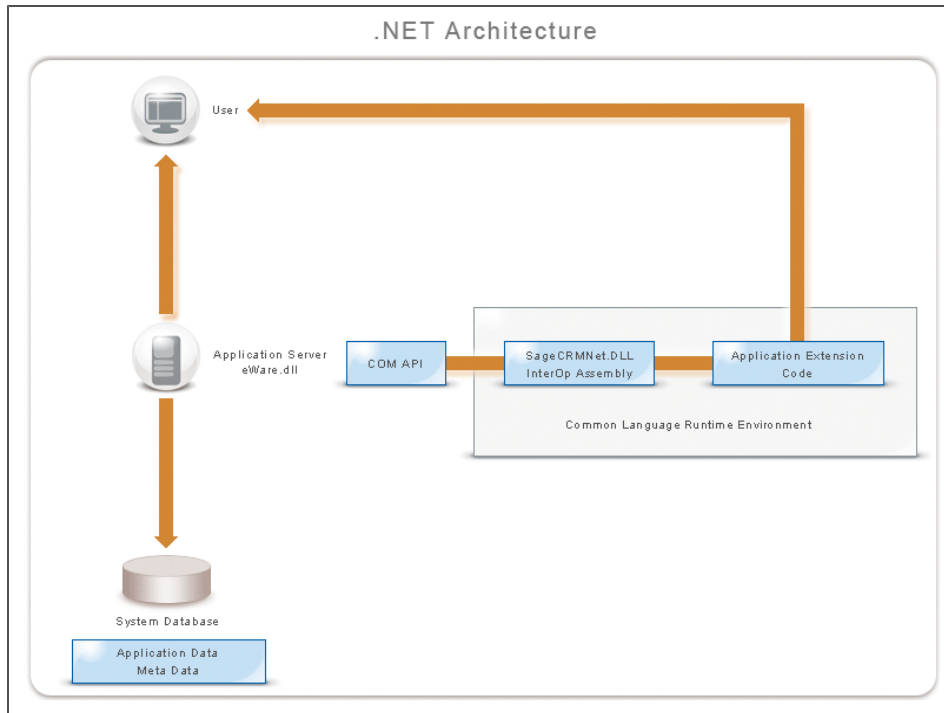 .NET Architecture
User
Application Server
eWare.dll
COM API
SageCRMNet.DLL
InterOp Assembly
Application Extension
Code
Common Language Runtime Environment
System Database
Application Data
Meta Data